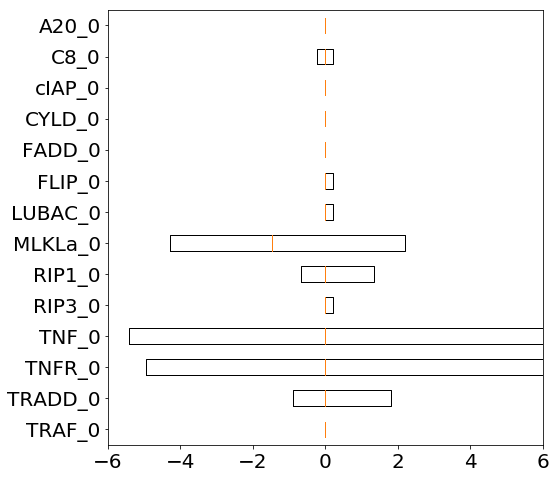 A20_0
C8_0
cIAP_0
CYLD_0
FADD_0
FLIP_0
LUBAC_0
MLKLa_0
RIP1_0
RIP3_0
TNF_0
TNFR_0
TRADD_0
TRAF_0
−6 −4 −2 0 2 4 6